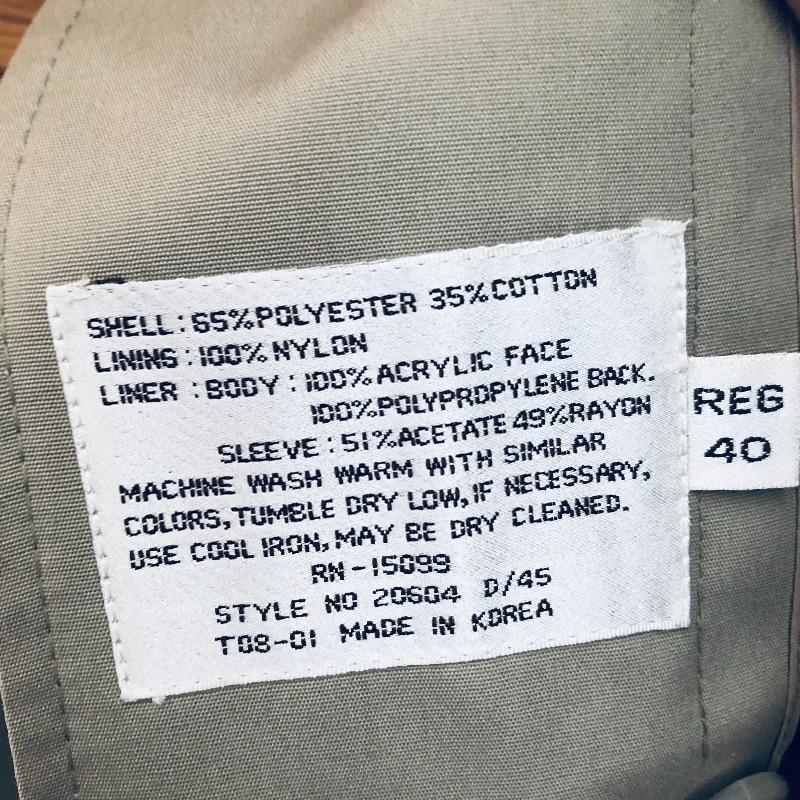 SHELL : 65% POLYESTER 35% COTTON
LINING : 100% NYLON
LINER : BODY : 100% ACRYLIC FACE
100% POLYPROPYLENE BACK.
SLEEVE : 51% ACETATE 49% RAYON
MACHINE WASH WARM WITH SIMILAR
COLORS, TUMBLE DRY LOW, IF NECESSARY,
USE COOL IRON, MAY BE DRY CLEANED.
RN-15099
STYLE NO 20604 D/45
T08-01 MADE IN KOREA
REG
40